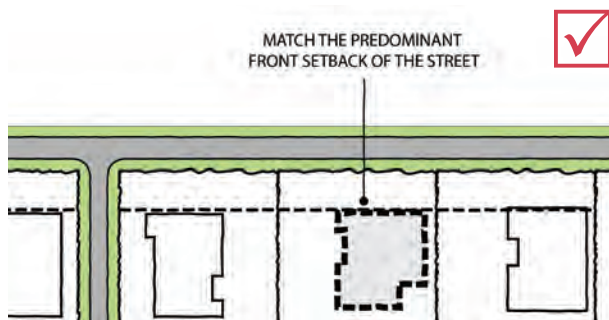 MATCH THE PREDOMINANT
FRONT SETBACK OF THE STREET